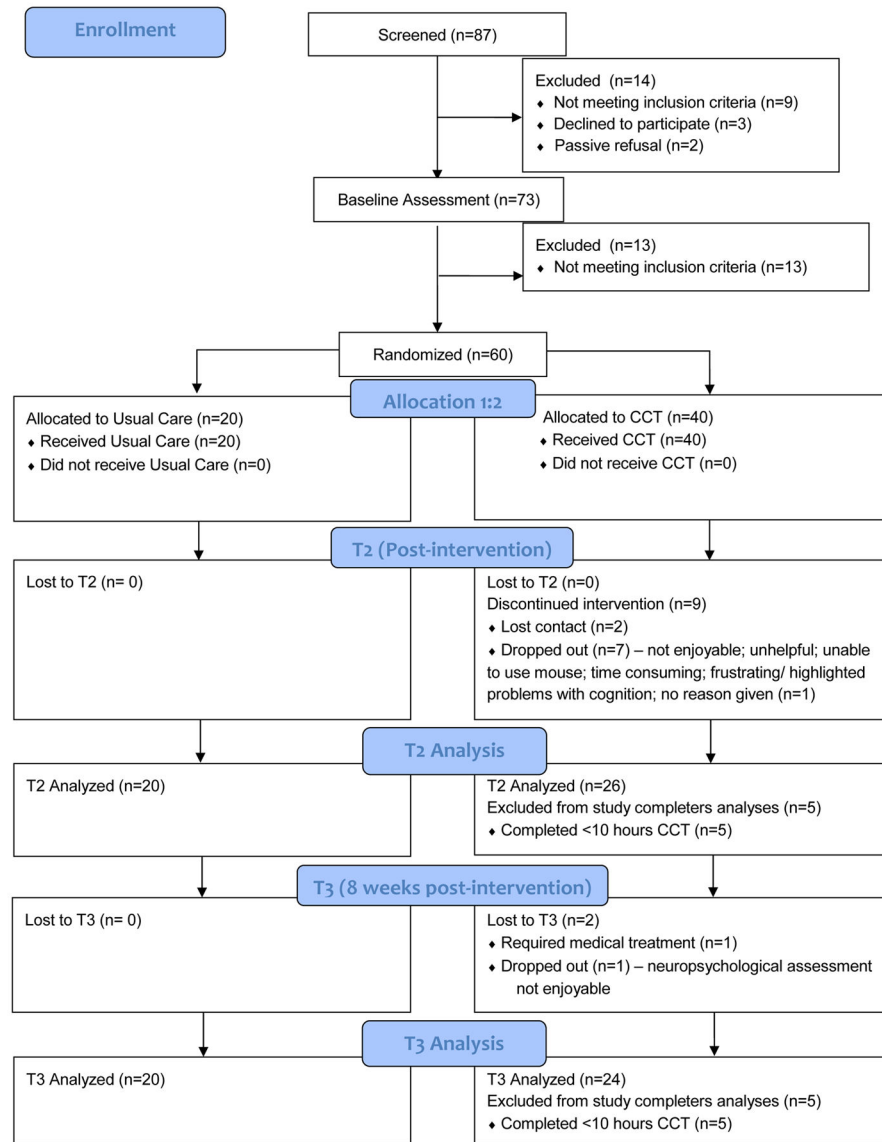 Enrollment
Screened (n=87)
Excluded (n=14)
♦ Not meeting inclusion criteria (n=9)
♦ Declined to participate (n=3)
♦ Passive refusal (n=2)
Baseline Assessment (n=73)
Excluded (n=13)
♦ Not meeting inclusion criteria (n=13)
Randomized (n=60)
Allocation 1:2
Allocated to Usual Care (n=20)
♦ Received Usual Care (n=20)
♦ Did not receive Usual Care (n=0)
Allocated to CCT (n=40)
♦ Received CCT (n=40)
♦ Did not receive CCT (n=0)
T2 (Post-intervention)
Lost to T2 (n= 0)
Lost to T2 (n=0)
Discontinued intervention (n=9)
♦ Lost contact (n=2)
♦ Dropped out (n=7) – not enjoyable; unhelpful; unable
to use mouse; time consuming; frustrating/ highlighted
problems with cognition; no reason given (n=1)
T2 Analysis
T2 Analyzed (n=20)
T2 Analyzed (n=26)
Excluded from study completers analyses (n=5)
♦ Completed <10 hours CCT (n=5)
T3 (8 weeks post-intervention)
Lost to T3 (n= 0)
Lost to T3 (n=2)
♦ Required medical treatment (n=1)
♦ Dropped out (n=1) – neuropsychological assessment
not enjoyable
T3 Analysis
T3 Analyzed (n=20)
T3 Analyzed (n=24)
Excluded from study completers analyses (n=5)
♦ Completed <10 hours CCT (n=5)